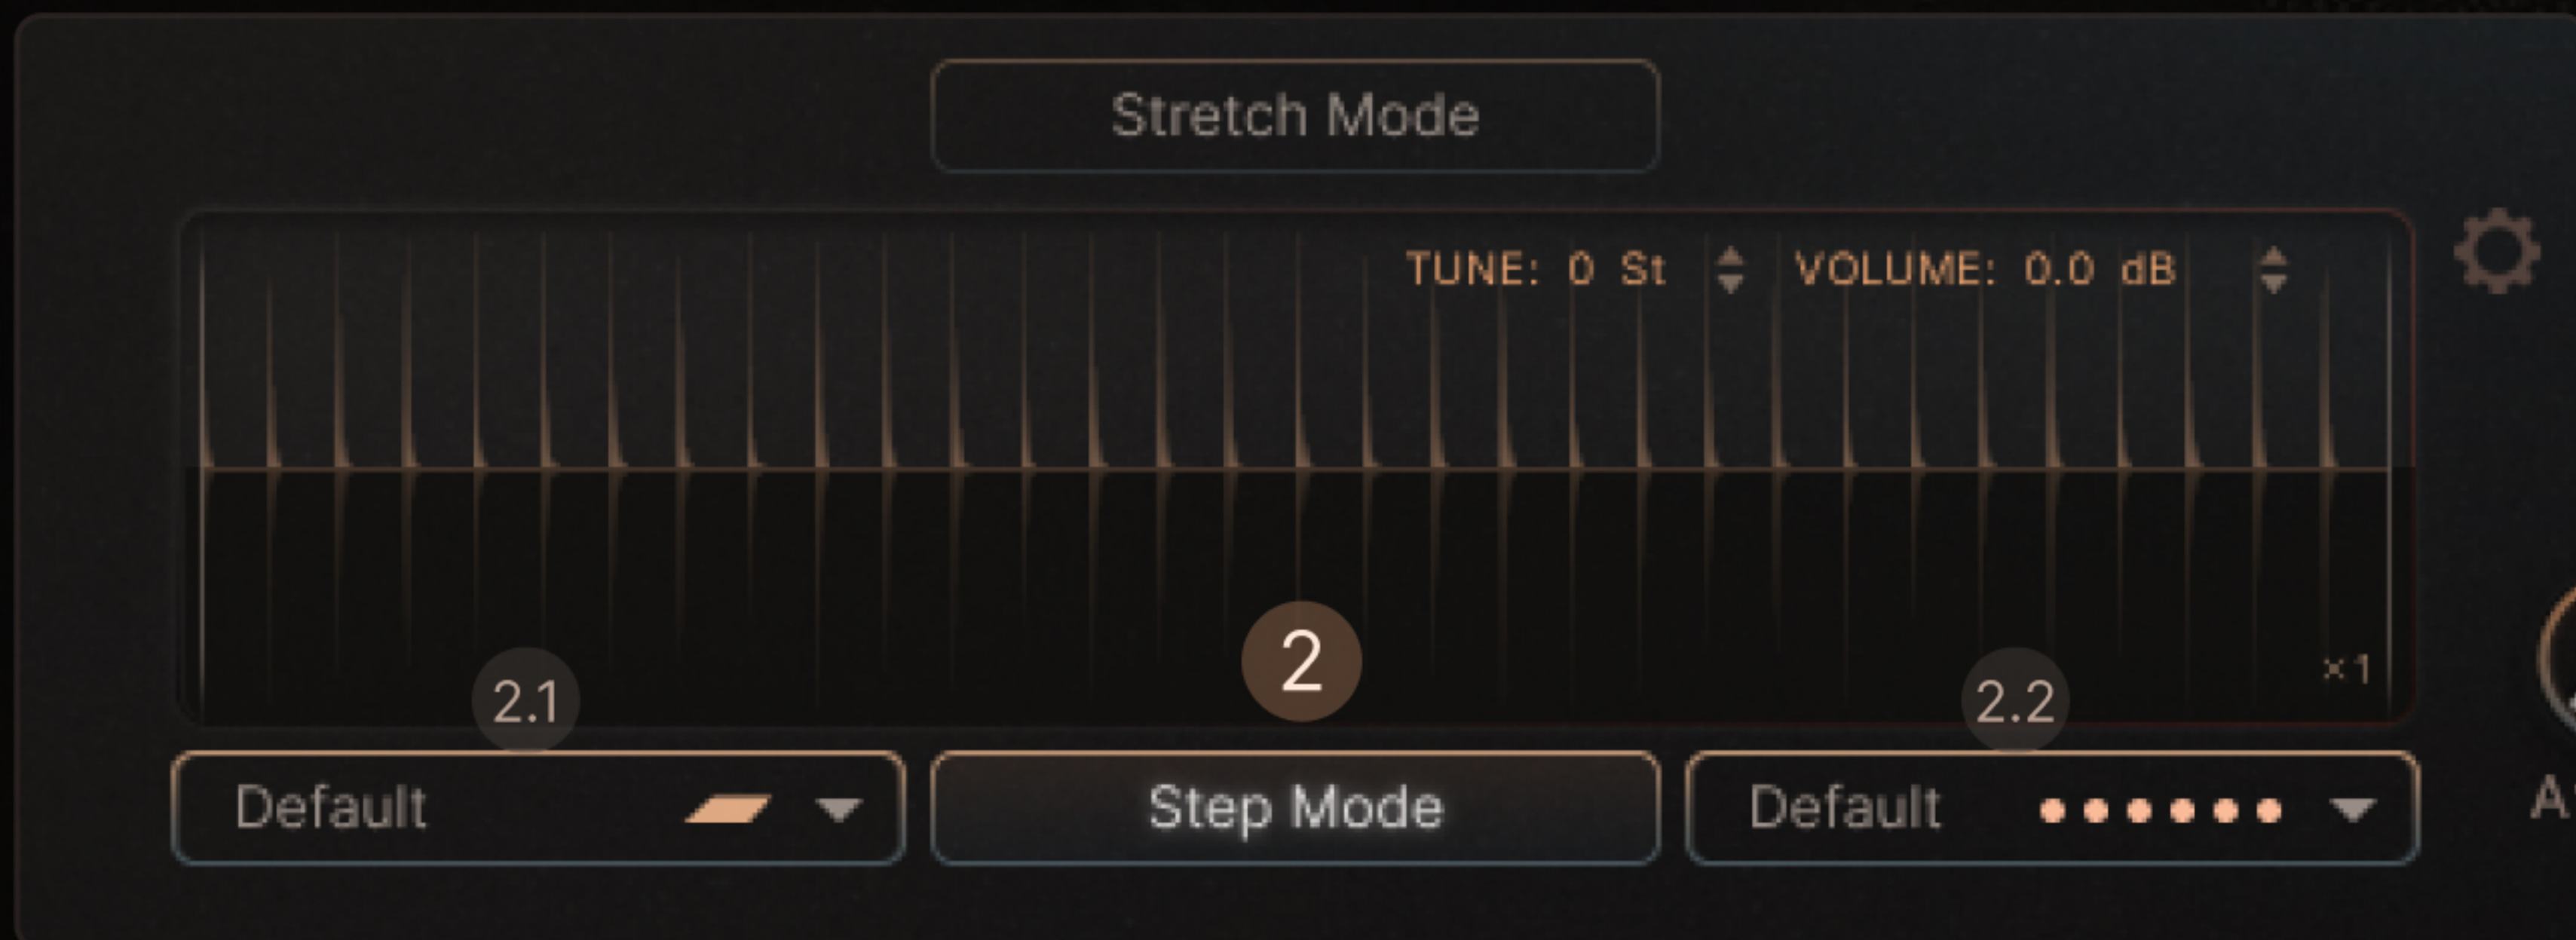 Stretch Mode
TUNE: 0 St VOLUME: 0.0 dB
2
×1
2.1
2.2
Default
Step Mode
Default